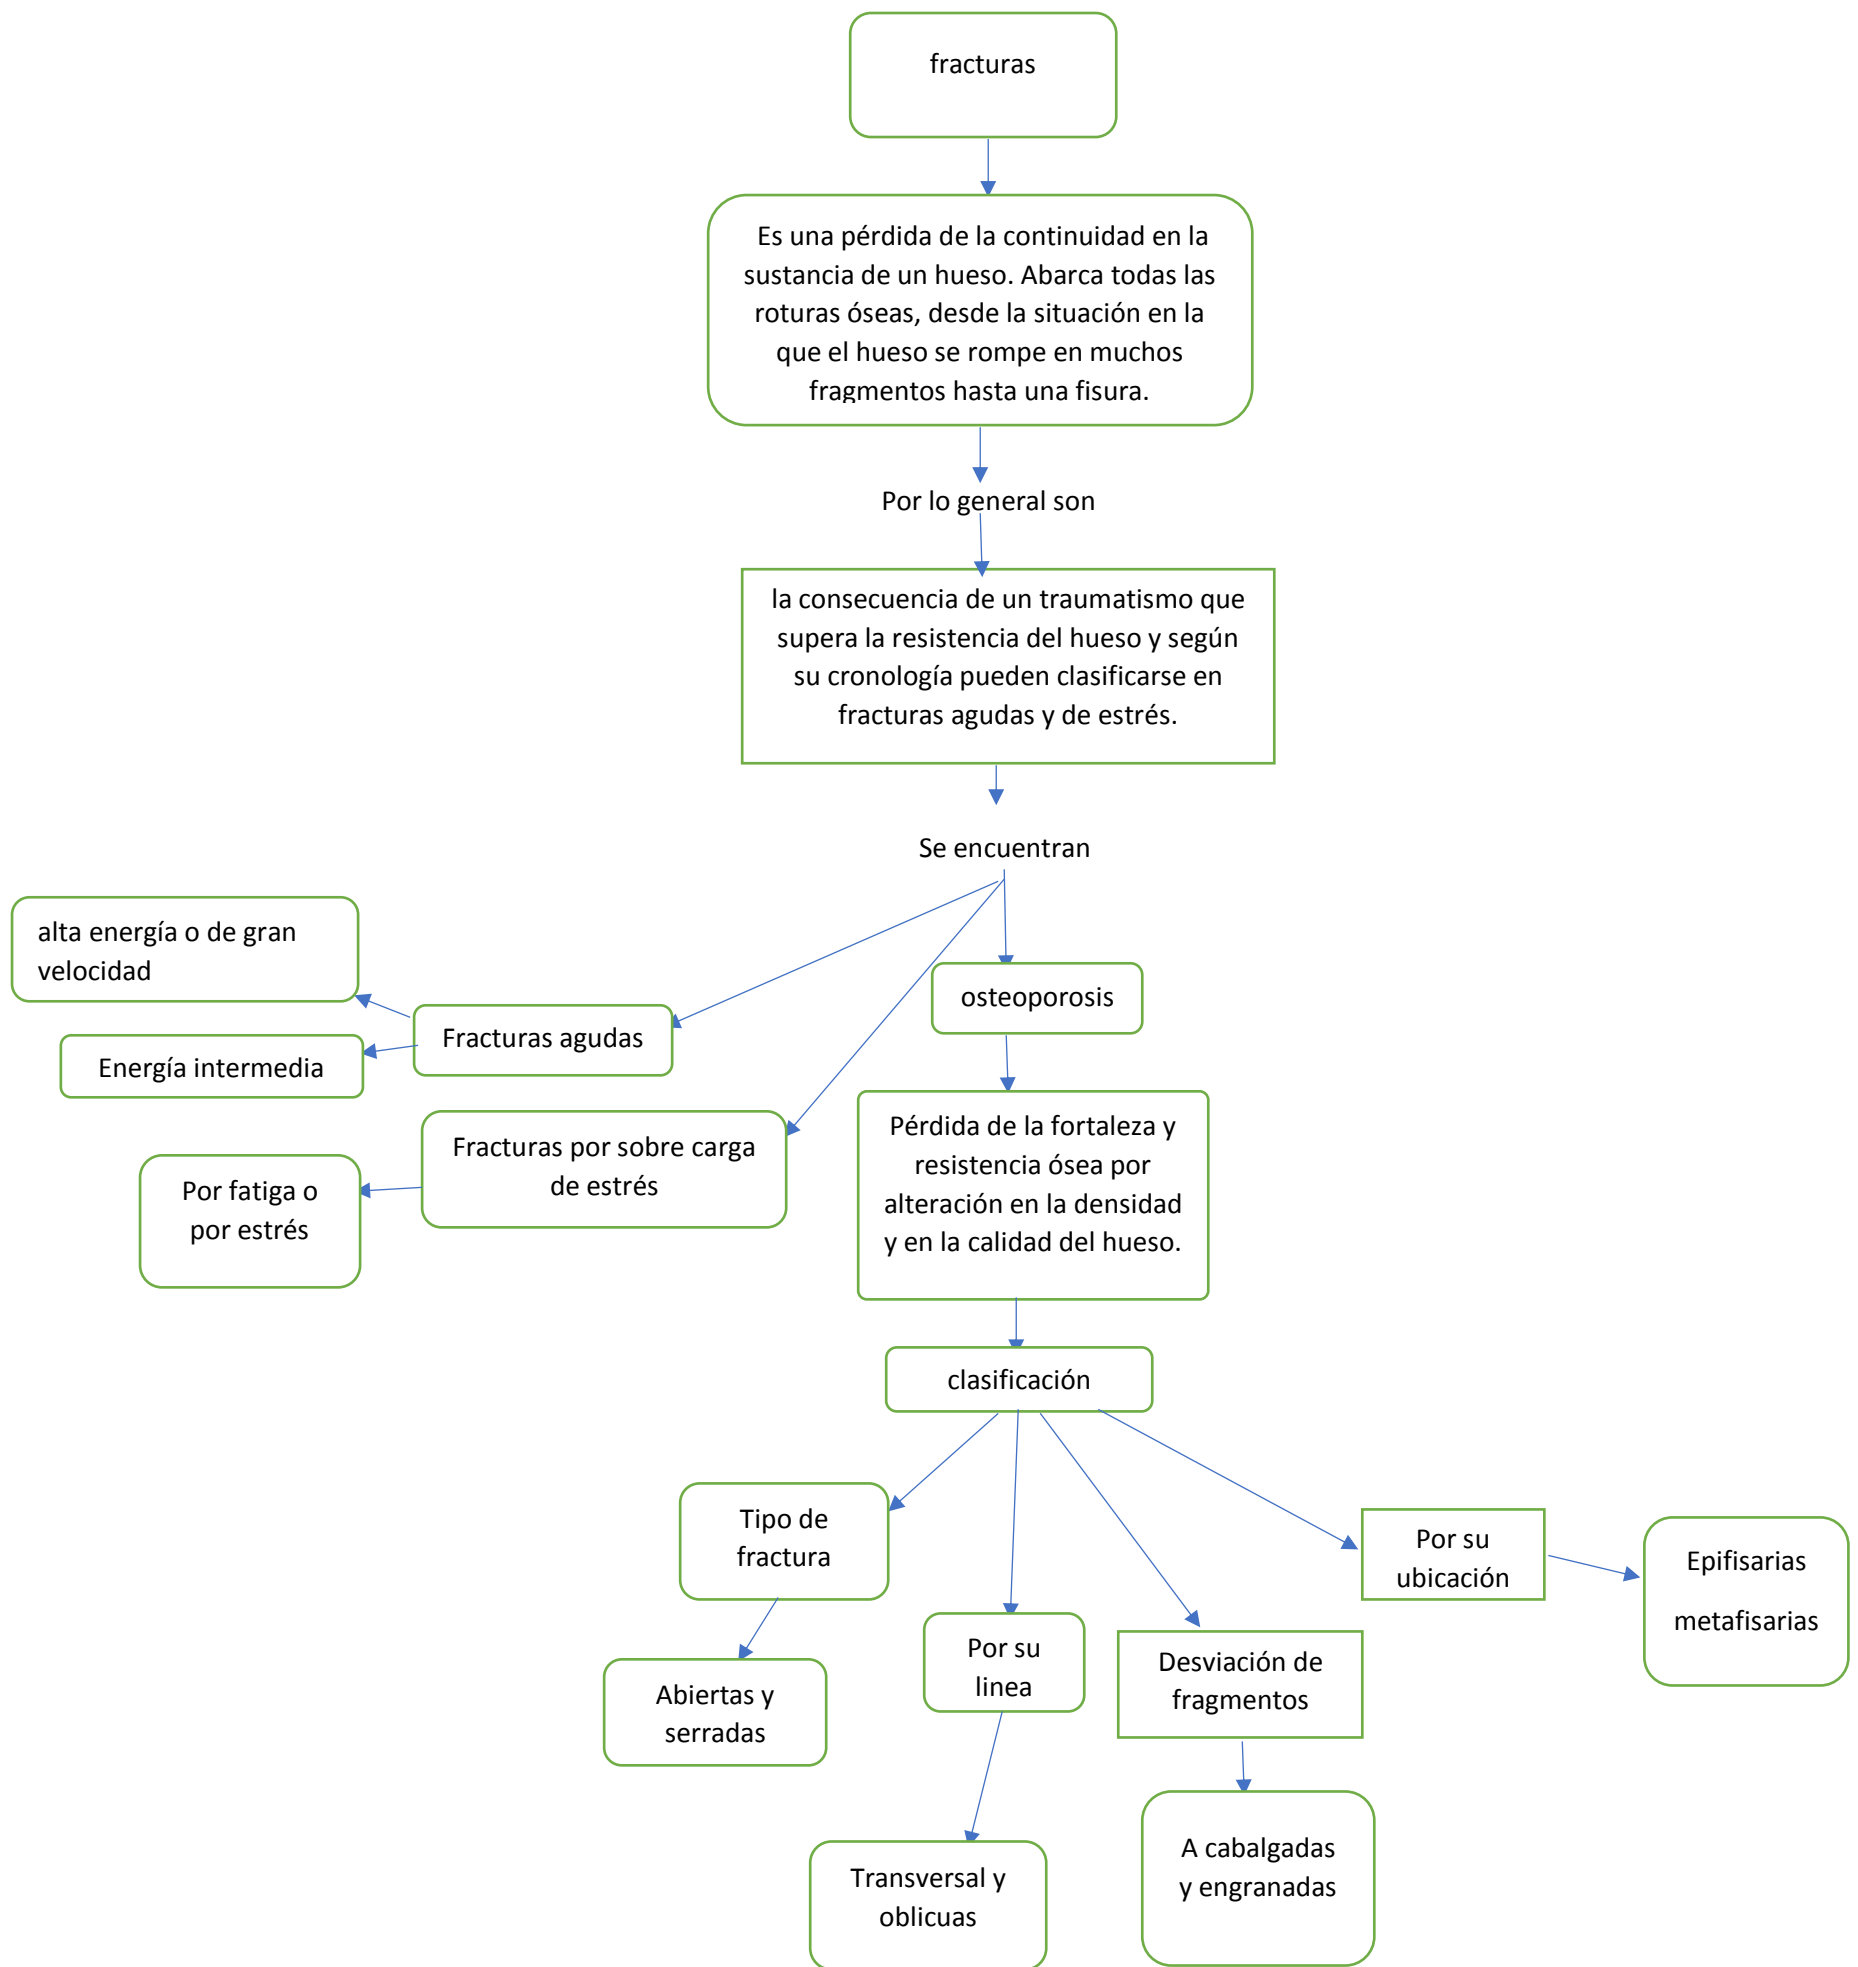 fracturas
Es una pérdida de la continuidad en la
sustancia de un hueso. Abarca todas las
roturas óseas, desde la situación en la
que el hueso se rompe en muchos
fragmentos hasta una fisura.
Por lo general son
la consecuencia de un traumatismo que
supera la resistencia del hueso y según
su cronología pueden clasificarse en
fracturas agudas y de estrés.
Se encuentran
alta energía o de gran
velocidad
Fracturas agudas
Energía intermedia
Fracturas por sobre carga
de estrés
Por fatiga o
por estrés
osteoporosis
Pérdida de la fortaleza y
resistencia ósea por
alteración en la densidad
y en la calidad del hueso.
clasificación
Tipo de
fractura
Abiertas y
serradas
Por su
linea
Transversal y
oblicuas
Desviación de
fragmentos
A cabalgadas
y engranadas
Por su
ubicación
Epifisarias
metafisarias